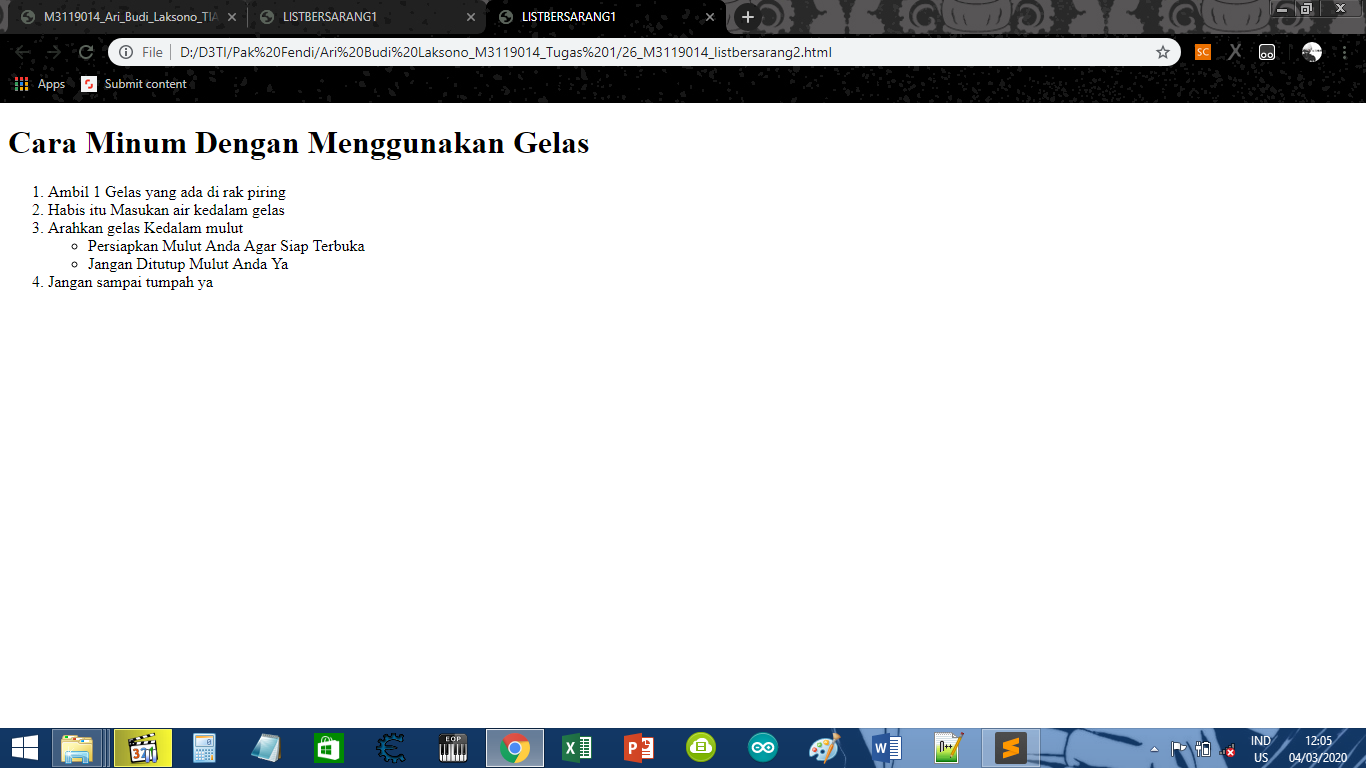 M3119014_Ari_Budi_Laksono_TIA
LISTBERSARANG1
LISTBERSARANG1
File
D:/D3TI/Pak%20Fendi/Ari%20Budi%20Laksono_M3119014_Tugas%201/26_M3119014_listbersarang2.html
SC
Apps
Submit content
Cara Minum Dengan Menggunakan Gelas
1. Ambil 1 Gelas yang ada di rak piring
2. Habis itu Masukan air kedalam gelas
3. Arahkan gelas Kedalam mulut
Persiapkan Mulut Anda Agar Siap Terbuka
Jangan Ditutup Mulut Anda Ya
4. Jangan sampai tumpah ya
321
EOP
IND
US
12:05
04/03/2020